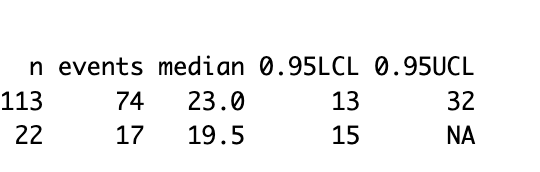 n events median 0.95LCL 0.95UCL
113 74 23.0 13 32
22 17 19.5 15 NA